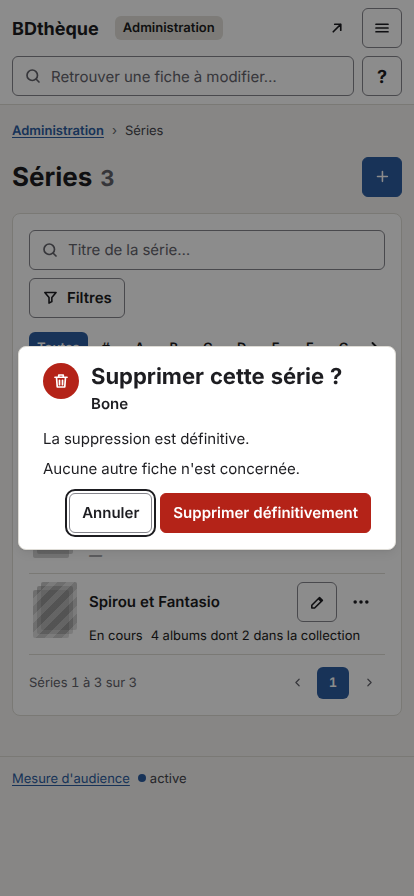 BDthèque Administration
Retrouver une fiche à modifier... ?
Administration › Séries
Séries 3
Titre de la série...
Filtres
Supprimer cette série ?
Bone
La suppression est définitive.
Aucune autre fiche n'est concernée.
Annuler Supprimer définitivement
—
Spirou et Fantasio
En cours 4 albums dont 2 dans la collection
Séries 1 à 3 sur 3 ‹ 1 ›
Mesure d'audience active